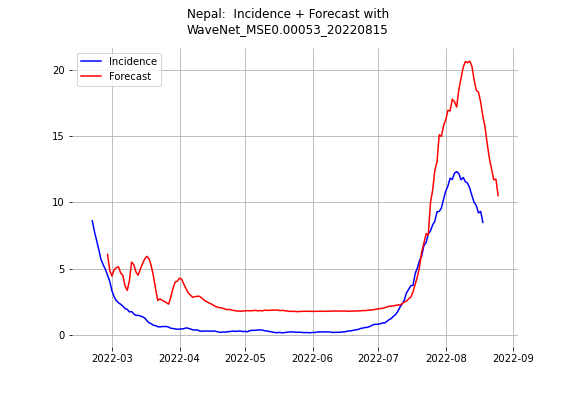 Nepal:  Incidence + Forecast with
WaveNet_MSE0.00053_20220815
Incidence
Forecast
20
15
10
5
0
2022-03 2022-04 2022-05 2022-06 2022-07 2022-08 2022-09